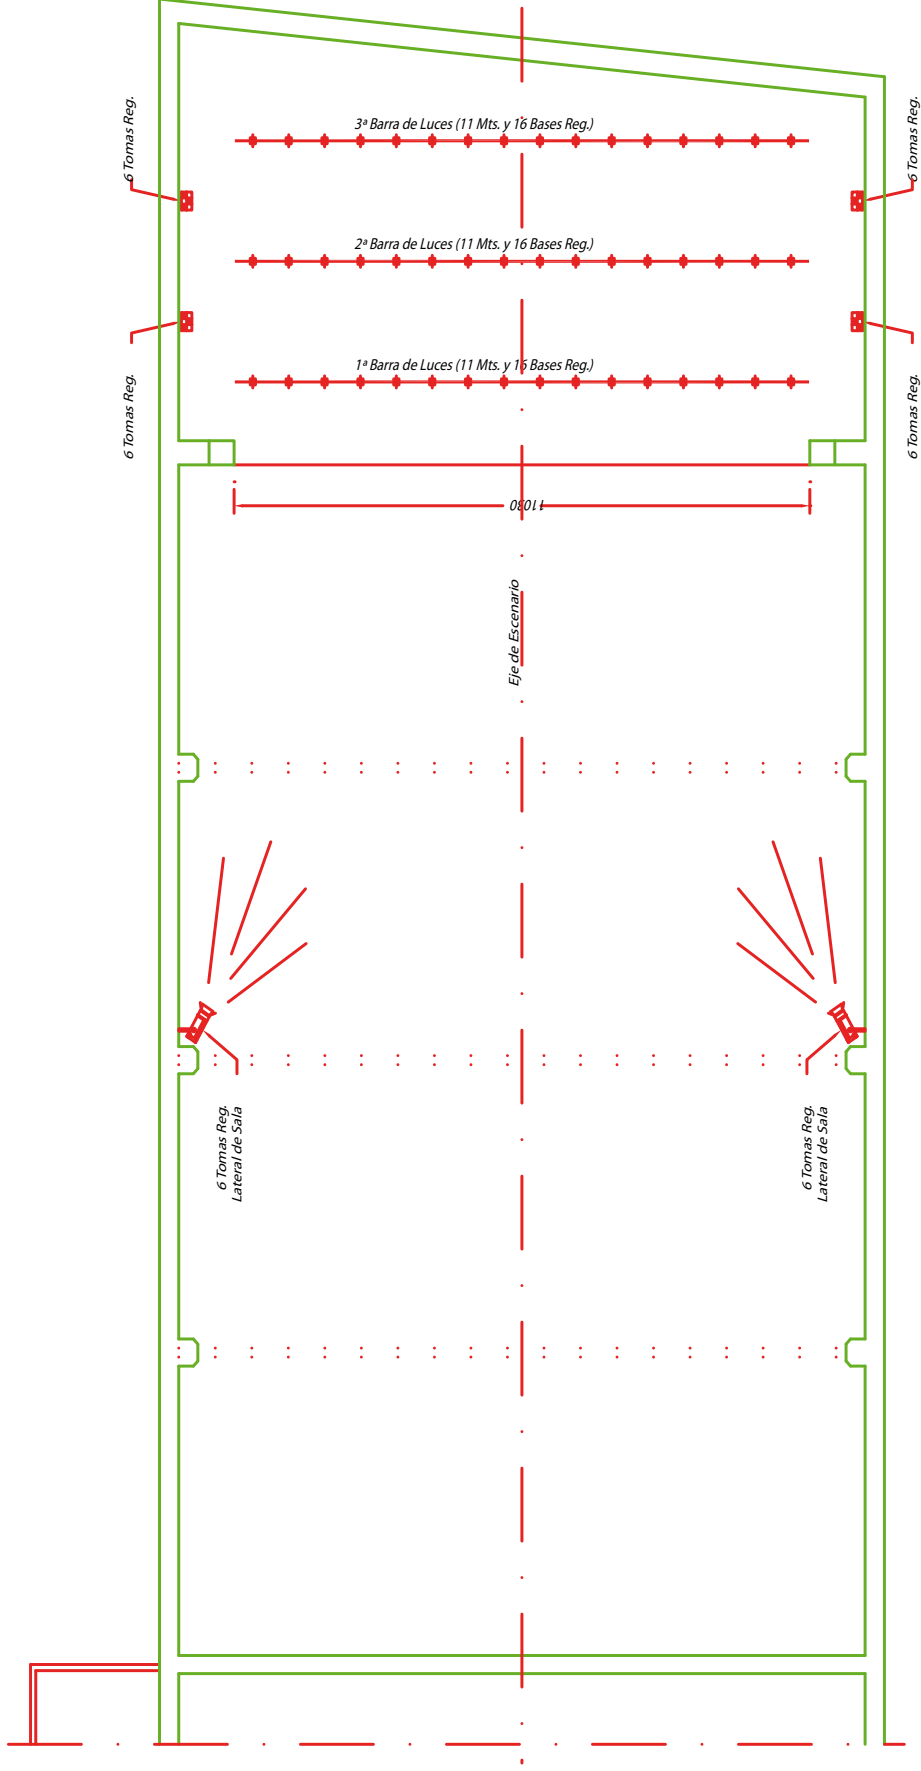 6 Tomas Reg.
3ª Barra de Luces (11 Mts. y 16 Bases Reg.)
6 Tomas Reg.
2ª Barra de Luces (11 Mts. y 16 Bases Reg.)
6 Tomas Reg.
1ª Barra de Luces (11 Mts. y 16 Bases Reg.)
6 Tomas Reg.
11080
Eje de Escenario
6 Tomas Reg.
Lateral de Sala
6 Tomas Reg.
Lateral de Sala